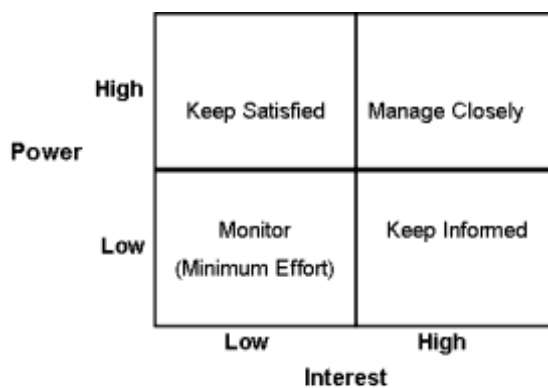 High
Keep Satisfied
Manage Closely
Power
Low
Monitor
(Minimum Effort)
Keep Informed
Low
High
Interest